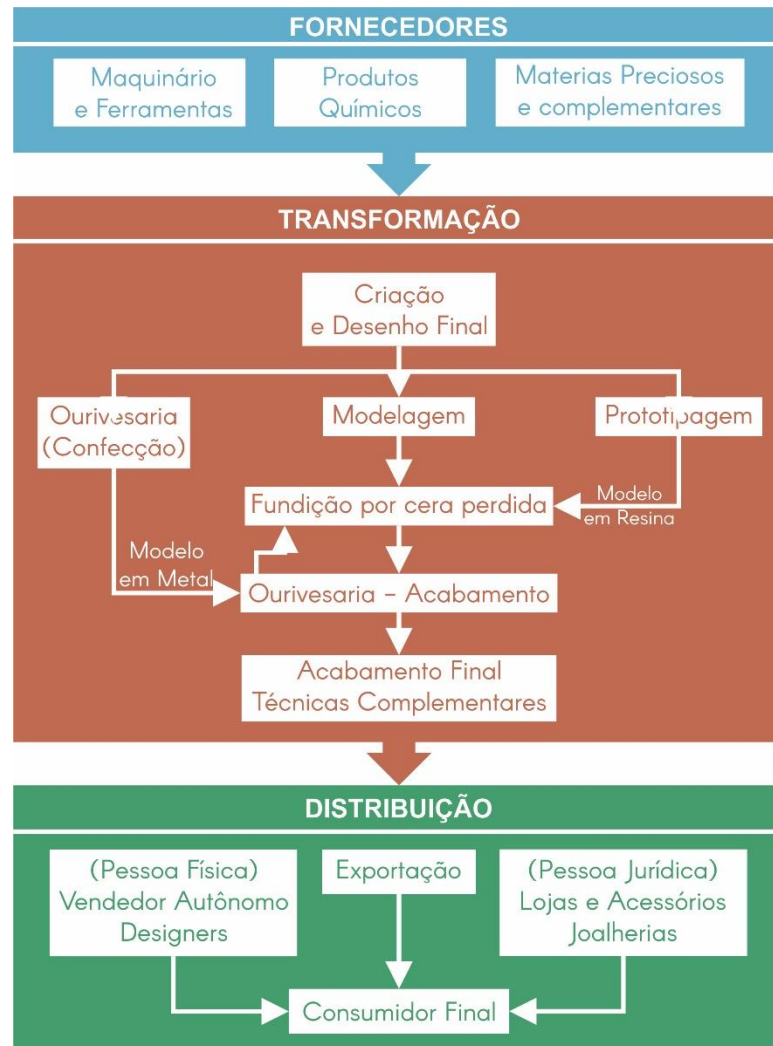 FORNECEDORES
Maquinário
e Ferramentas
Produtos
Químicos
Materias Preciosos
e complementares
TRANSFORMAÇÃO
Criação
e Desenho Final
Ourivesaria
(Confecção)
Modelagem
Prototipagem
Fundição por cera perdida
Modelo
em Resina
Modelo
em Metal
Ourivesaria – Acabamento
Acabamento Final
Técnicas Complementares
DISTRIBUIÇÃO
(Pessoa Física)
Vendedor Autônomo
Designers
Exportação
(Pessoa Jurídica)
Lojas e Acessórios
Joalherias
Consumidor Final